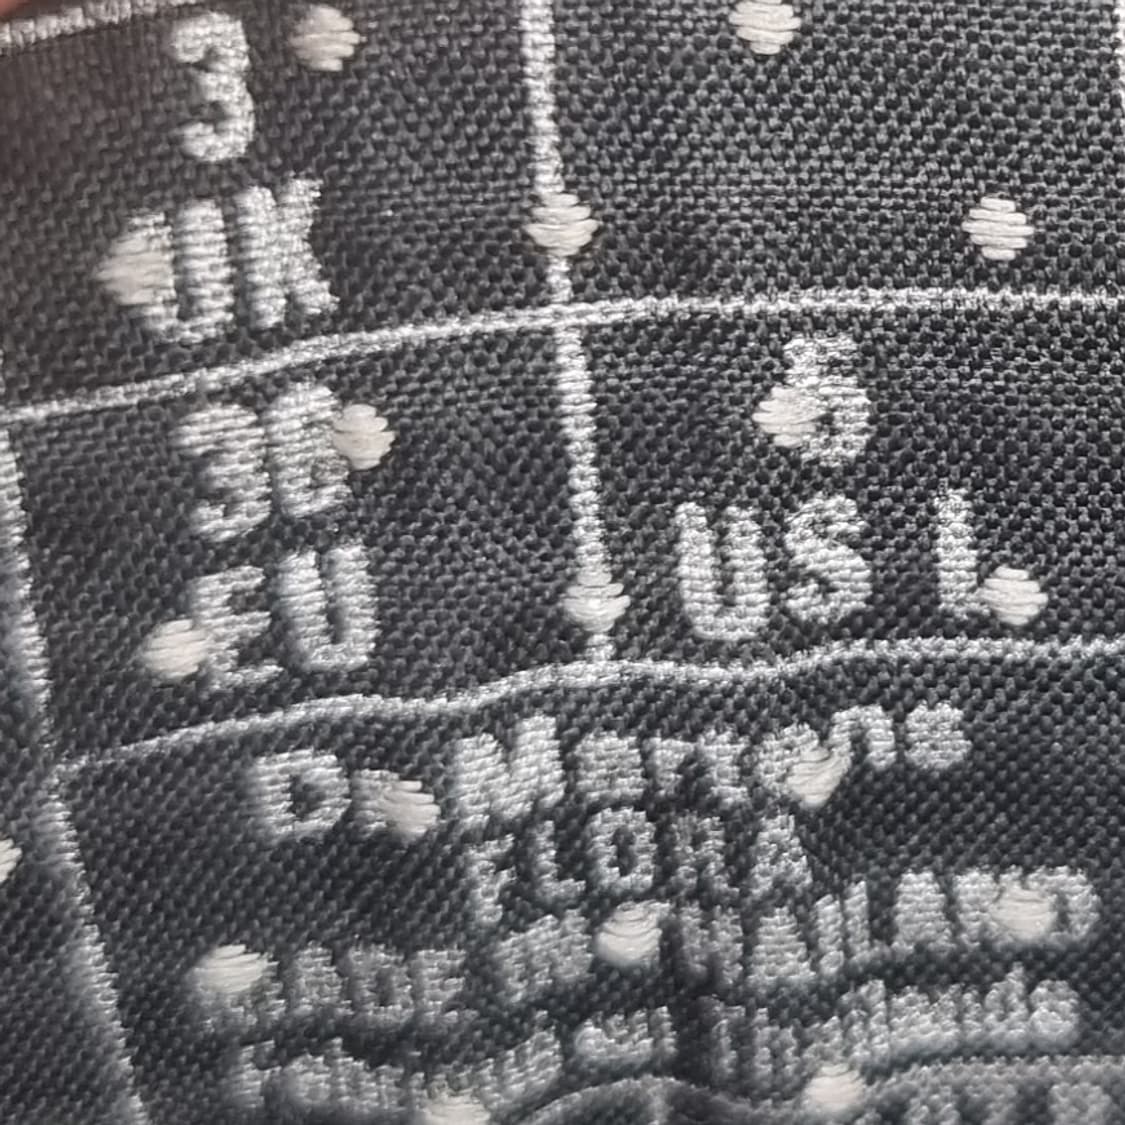 3
UK
36
EU
5
US L
Dr Martens
FLORA
MADE IN THAILAND